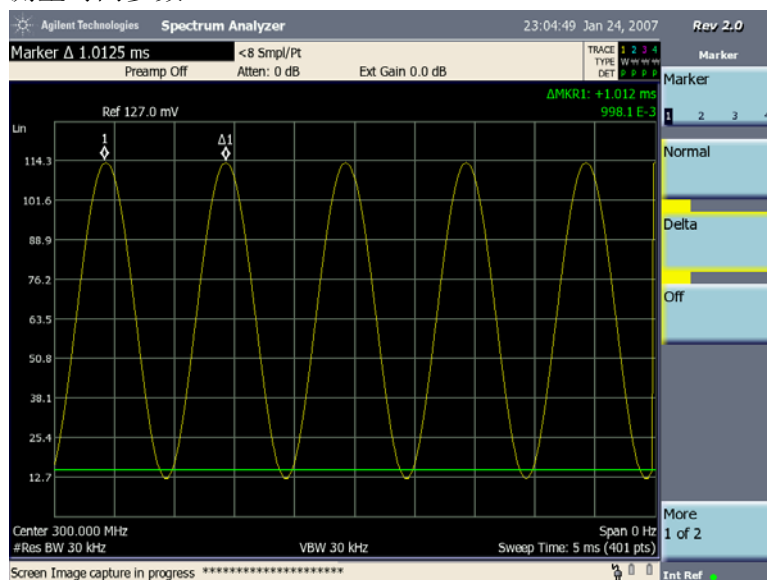 Agilent Technologies Spectrum Analyzer 23:04:49 Jan 24, 2007 Rev 2.0
Marker Δ 1.0125 ms <8 Smpl/Pt TRACE 1 2 3 4
TYPE W
Preamp Off Atten: 0 dB Ext Gain 0.0 dB DET P P P P
Marker
Marker
1 2 3 4
ΔMKR1: +1.012 ms
Ref 127.0 mV 998.1 E-3
Lin
1 Δ1
114.3
101.6
88.9
76.2
63.5
50.8
38.1
25.4
12.7
Normal
Delta
Off
More
1 of 2
Center 300.000 MHz Span 0 Hz
#Res BW 30 kHz VBW 30 kHz Sweep Time: 5 ms (401 pts)
Screen Image capture in progress *********************
Int Ref